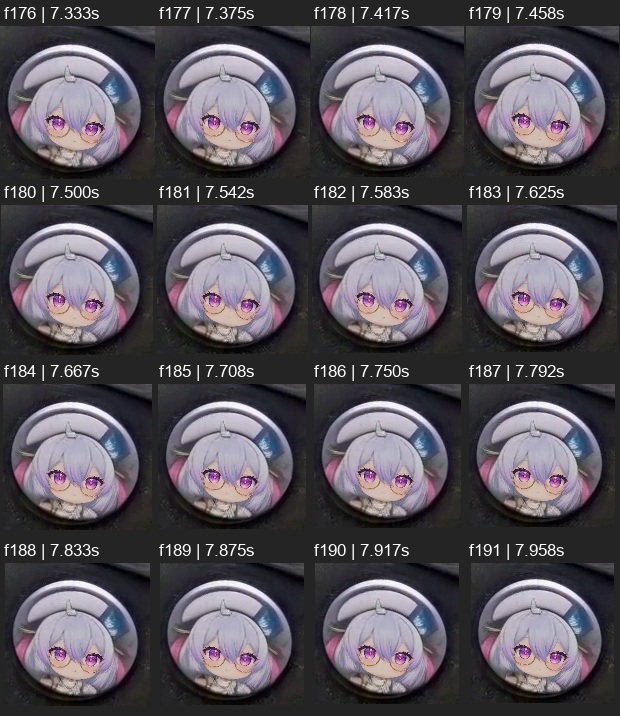 f176 | 7.333s f177 | 7.375s f178 | 7.417s f179 | 7.458s
f180 | 7.500s f181 | 7.542s f182 | 7.583s f183 | 7.625s
f184 | 7.667s f185 | 7.708s f186 | 7.750s f187 | 7.792s
f188 | 7.833s f189 | 7.875s f190 | 7.917s f191 | 7.958s